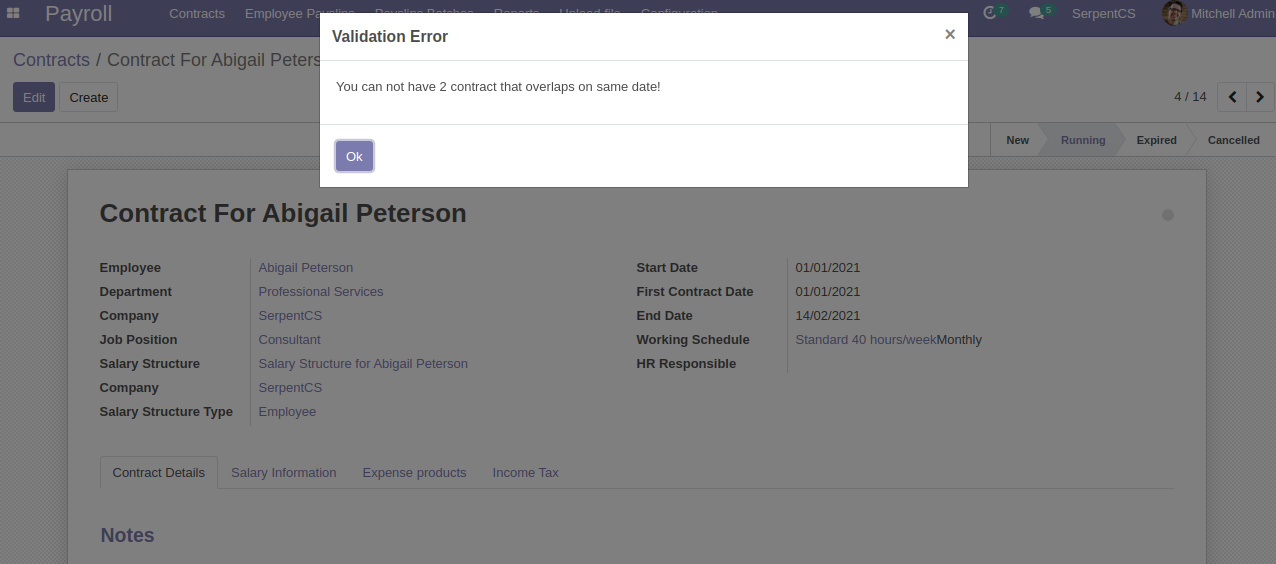 Payroll Contracts Employee Payslips Payslips Batches Reports Upload file Configuration 7 5 SerpentCS Mitchell Admin
Validation Error ×
Contracts / Contract For Abigail Peters
You can not have 2 contract that overlaps on same date!
Edit Create 4 / 14
New Running Expired Cancelled
Ok
Contract For Abigail Peterson
Employee Abigail Peterson Start Date 01/01/2021
Department Professional Services First Contract Date 01/01/2021
Company SerpentCS End Date 14/02/2021
Job Position Consultant Working Schedule Standard 40 hours/weekMonthly
Salary Structure Salary Structure for Abigail Peterson HR Responsible
Company SerpentCS
Salary Structure Type Employee
Contract Details Salary Information Expense products Income Tax
Notes